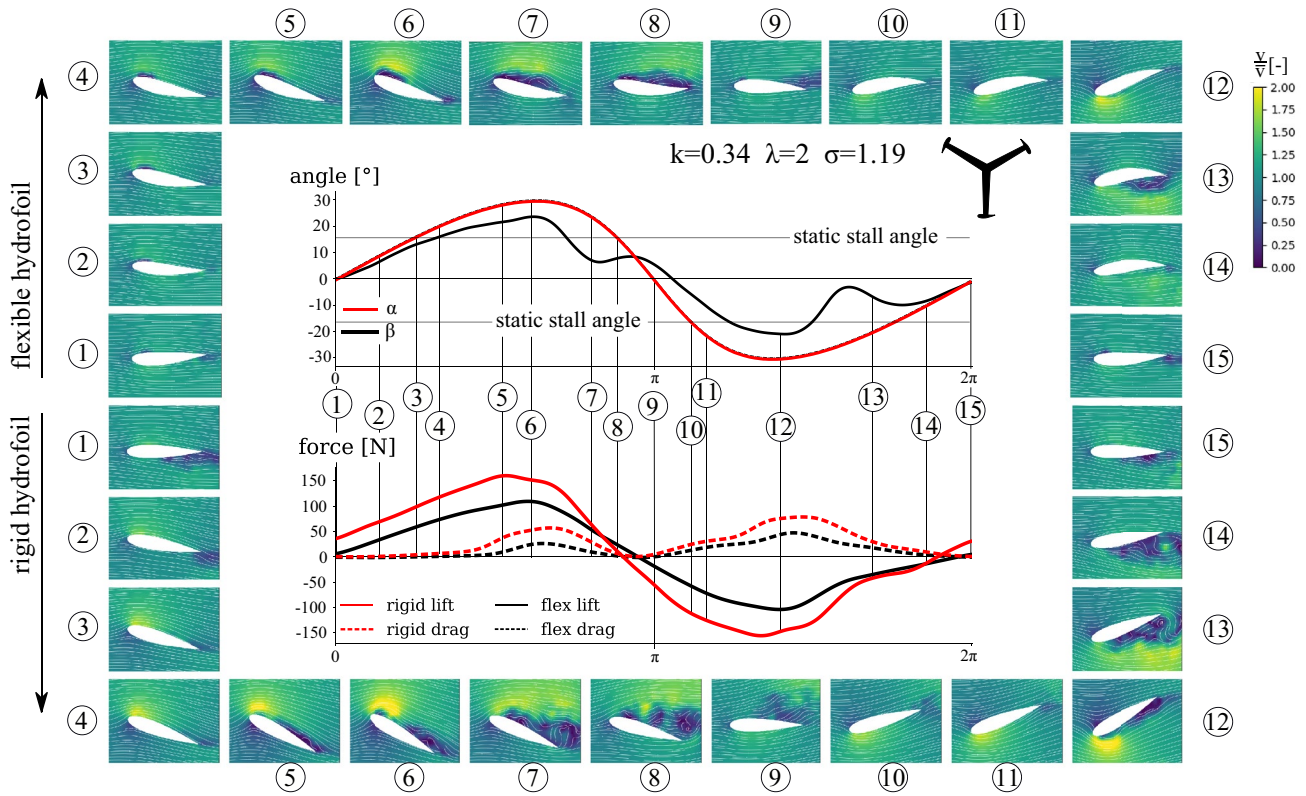 ⑤ ⑥ ⑦ ⑧ ⑨ ⑩ ⑪
④ ⑫
v/v̅ [-]
2.00
1.75
1.50
1.25
1.00
0.75
0.50
0.25
0.00
flexible hydrofoil
③ ⑬
② ⑭
① ⑮
k=0.34 λ=2 σ=1.19
angle [°]
30
20
10
0
-10
-20
-30
static stall angle
α
β
static stall angle
0 π 2π
① ② ③ ④ ⑤ ⑥ ⑦ ⑧ ⑨ ⑩ ⑪ ⑫ ⑬ ⑭ ⑮
force [N]
150
100
50
0
-50
-100
-150
rigid lift flex lift
rigid drag flex drag
0 π 2π
rigid hydrofoil
① ⑮
② ⑭
③ ⑬
④ ⑫
⑤ ⑥ ⑦ ⑧ ⑨ ⑩ ⑪